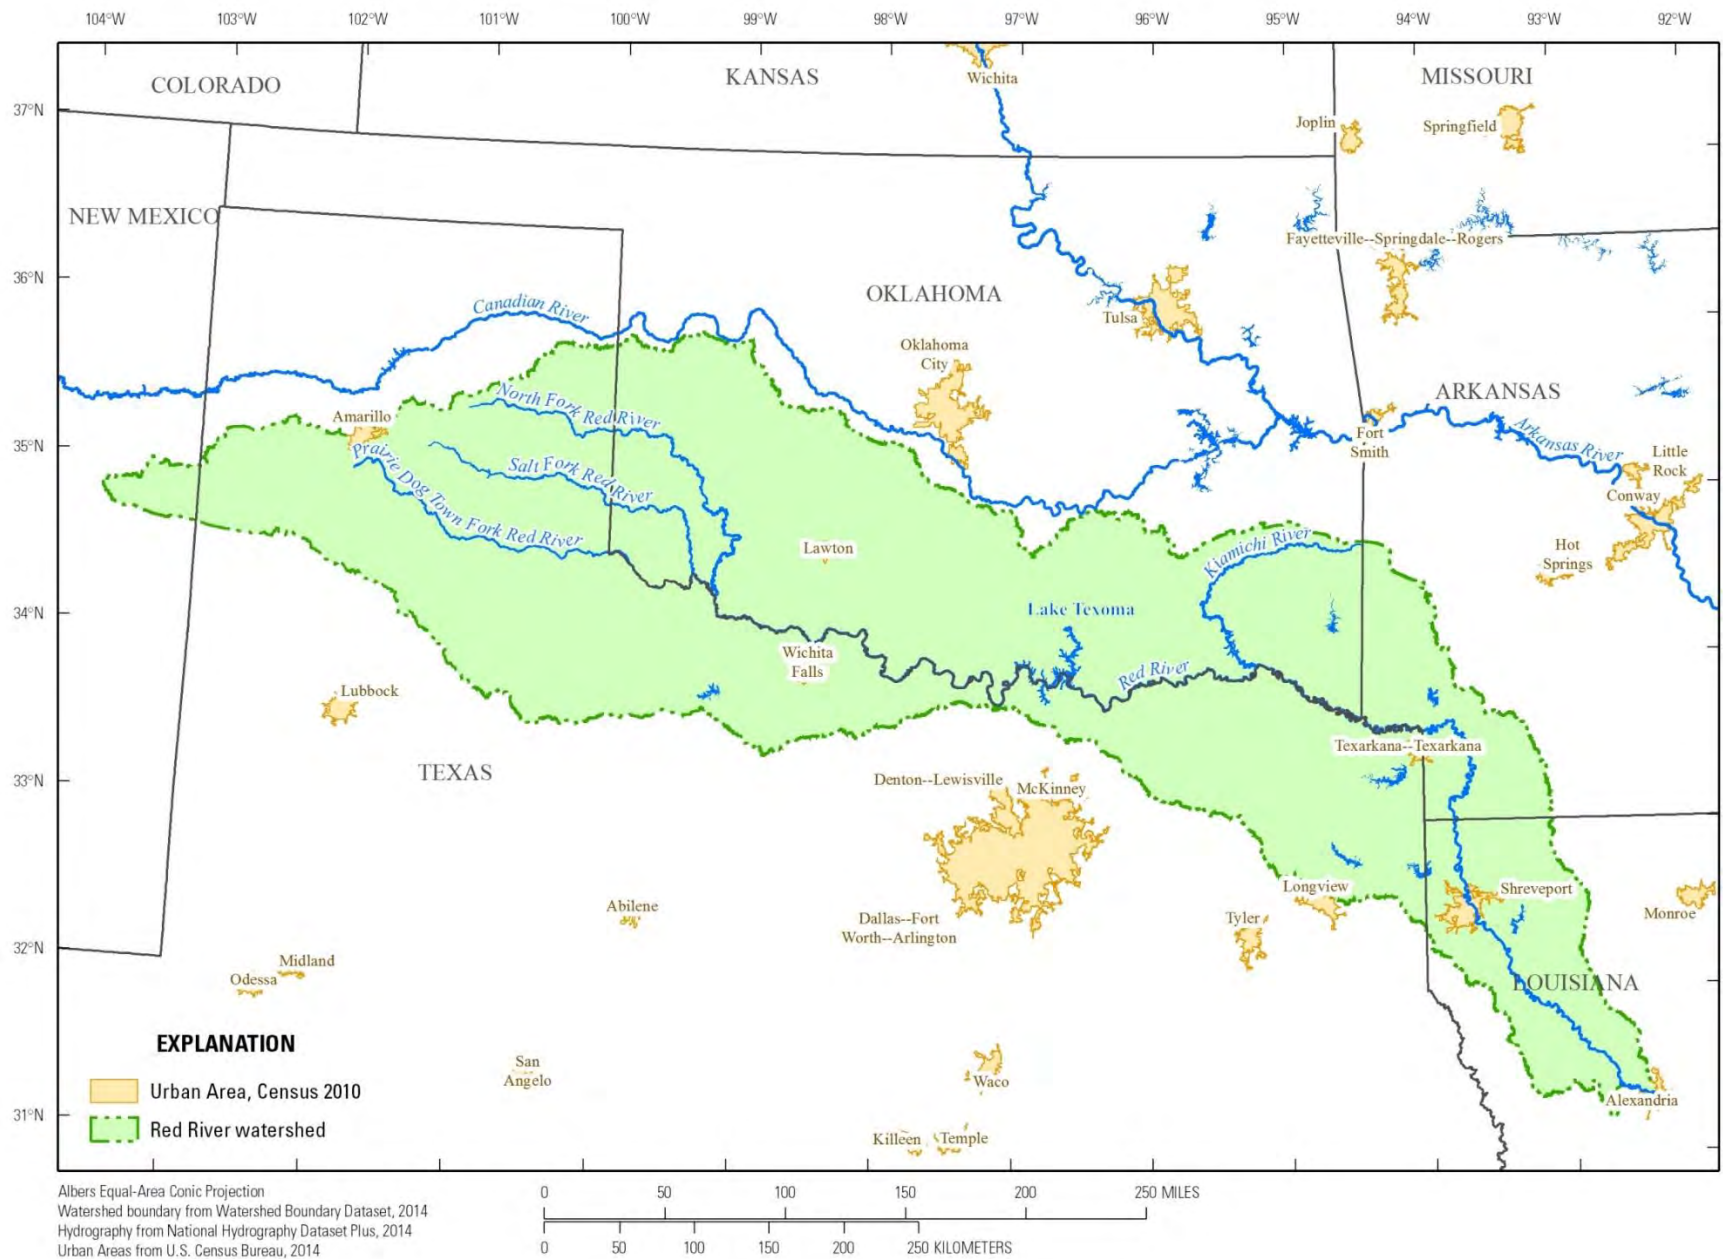 104°W 103°W 102°W 101°W 100°W 99°W 98°W 97°W 96°W 95°W 94°W 93°W 92°W
COLORADO
KANSAS
Wichita
MISSOURI
37°N
Joplin
Springfield
NEW MEXICO
Fayetteville--Springdale--Rogers
36°N
OKLAHOMA
Canadian River
Tulsa
Oklahoma
City
ARKANSAS
North Fork Red River
Amarillo
35°N
Fort
Smith
Arkansas River
Little
Rock
Prairie Dog Town Fork Red River
Salt Fork Red River
Conway
Lawton
Kiamichi River
Hot
Springs
34°N
Lake Texoma
Wichita
Falls
Red River
Lubbock
Texarkana--Texarkana
TEXAS
33°N
Denton--Lewisville
McKinney
Longview
Shreveport
Abilene
Dallas--Fort
Worth--Arlington
Tyler
Monroe
32°N
Midland
Odessa
LOUISIANA
EXPLANATION
San
Angelo
Waco
Urban Area, Census 2010
Alexandria
31°N
Red River watershed
Killeen
Temple
Albers Equal-Area Conic Projection
Watershed boundary from Watershed Boundary Dataset, 2014
Hydrography from National Hydrography Dataset Plus, 2014
Urban Areas from U.S. Census Bureau, 2014
0 50 100 150 200 250 MILES
0 50 100 150 200 250 KILOMETERS